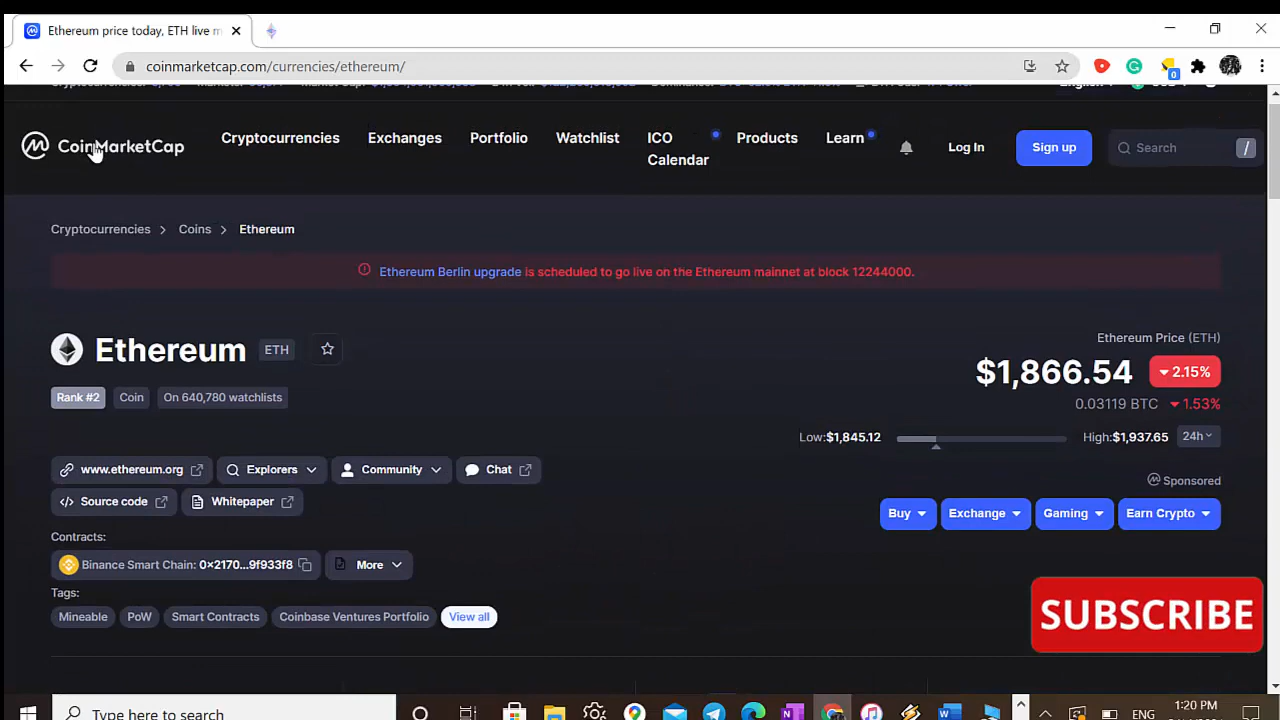 Ethereum price today, ETH live m
coinmarketcap.com/currencies/ethereum/
0
CoinMarketCap
Cryptocurrencies
Exchanges
Portfolio
Watchlist
ICO
Calendar
Products
Learn
Log In
Sign up
Search
/
Cryptocurrencies > Coins > Ethereum
Ethereum Berlin upgrade is scheduled to go live on the Ethereum mainnet at block 12244000.
Ethereum ETH
Ethereum Price (ETH)
$1,866.54 2.15%
0.03119 BTC 1.53%
Rank #2 Coin On 640,780 watchlists
Low:$1,845.12 High:$1,937.65 24h
www.ethereum.org Explorers Community Chat
Sponsored
Source code Whitepaper
Buy Exchange Gaming Earn Crypto
Contracts:
Binance Smart Chain: 0x2170...9f933f8 More
Tags:
Mineable PoW Smart Contracts Coinbase Ventures Portfolio View all
SUBSCRIBE
Type here to search
ENG
1:20 PM